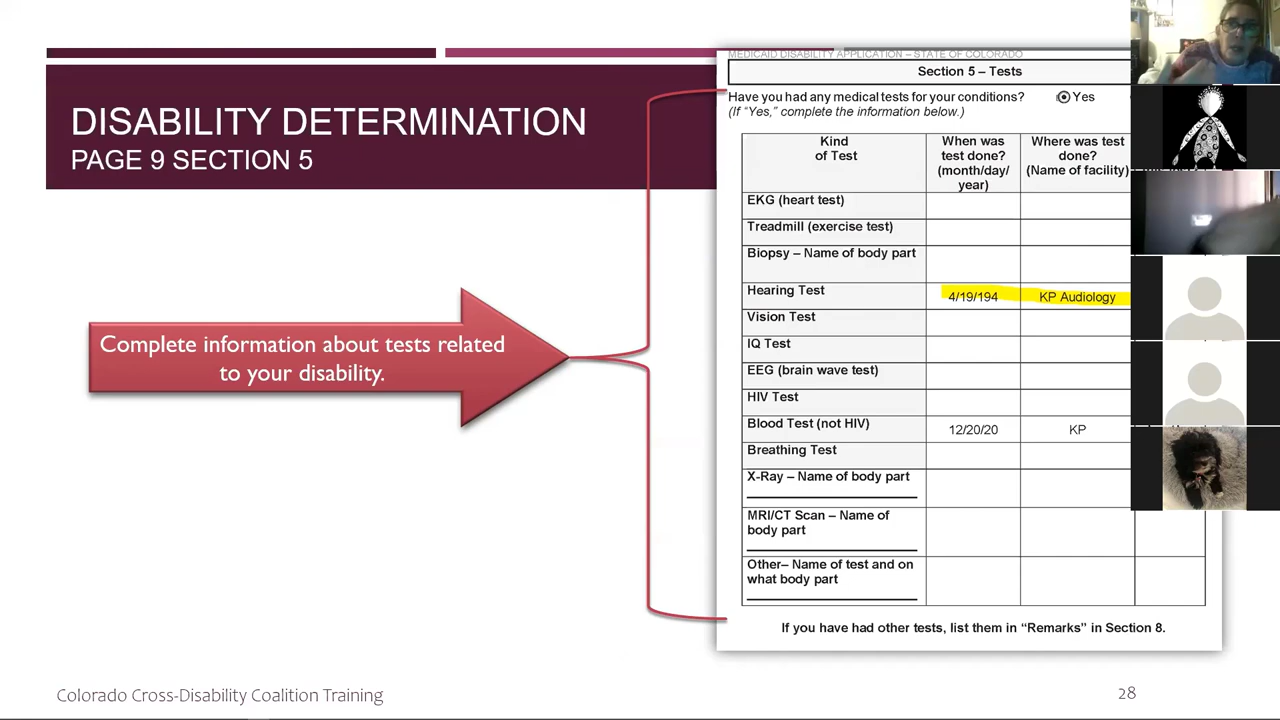 DISABILITY DETERMINATION
PAGE 9 SECTION 5
Complete information about tests related
to your disability.
MEDICAID DISABILITY APPLICATION – STATE OF COLORADO
Section 5 – Tests
Have you had any medical tests for your conditions? Yes
(If “Yes,” complete the information below.)
Kind
of Test
When was
test done?
(month/day/
year)
Where was test
done?
(Name of facility)
EKG (heart test)
Treadmill (exercise test)
Biopsy – Name of body part
Hearing Test 4/19/194 KP Audiology
Vision Test
IQ Test
EEG (brain wave test)
HIV Test
Blood Test (not HIV) 12/20/20 KP
Breathing Test
X-Ray – Name of body part
MRI/CT Scan – Name of
body part
Other– Name of test and on
what body part
If you have had other tests, list them in “Remarks” in Section 8.
Colorado Cross-Disability Coalition Training
28